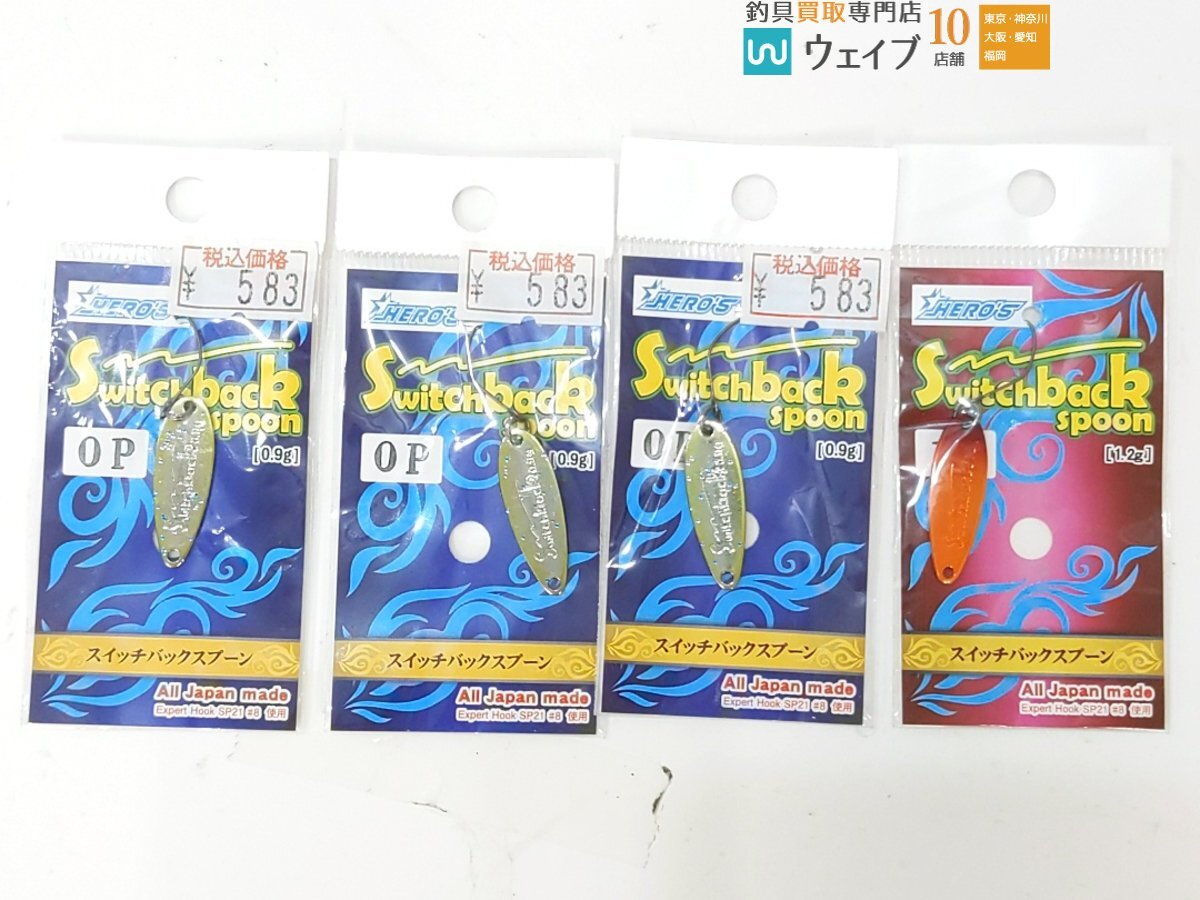 釣具買取専門店
ウェイブ
10
店舗
東京・神奈川
大阪・愛知
福岡
税込価格
¥ 583
HERO'S
Switchback
spoon
OP
[0.9g]
スイッチバックスプーン
All Japan made
Expert Hook SP21 #8 使用
税込価格
¥ 583
HERO'S
Switchback
spoon
OP
[0.9g]
スイッチバックスプーン
All Japan made
Expert Hook SP21 #8 使用
税込価格
¥ 583
HERO'S
Switchback
spoon
[0.9g]
スイッチバックスプーン
All Japan made
Expert Hook SP21 #8 使用
HERO'S
Switchback
spoon
[1.2g]
スイッチバックスプーン
All Japan made
Expert Hook SP21 #8 使用